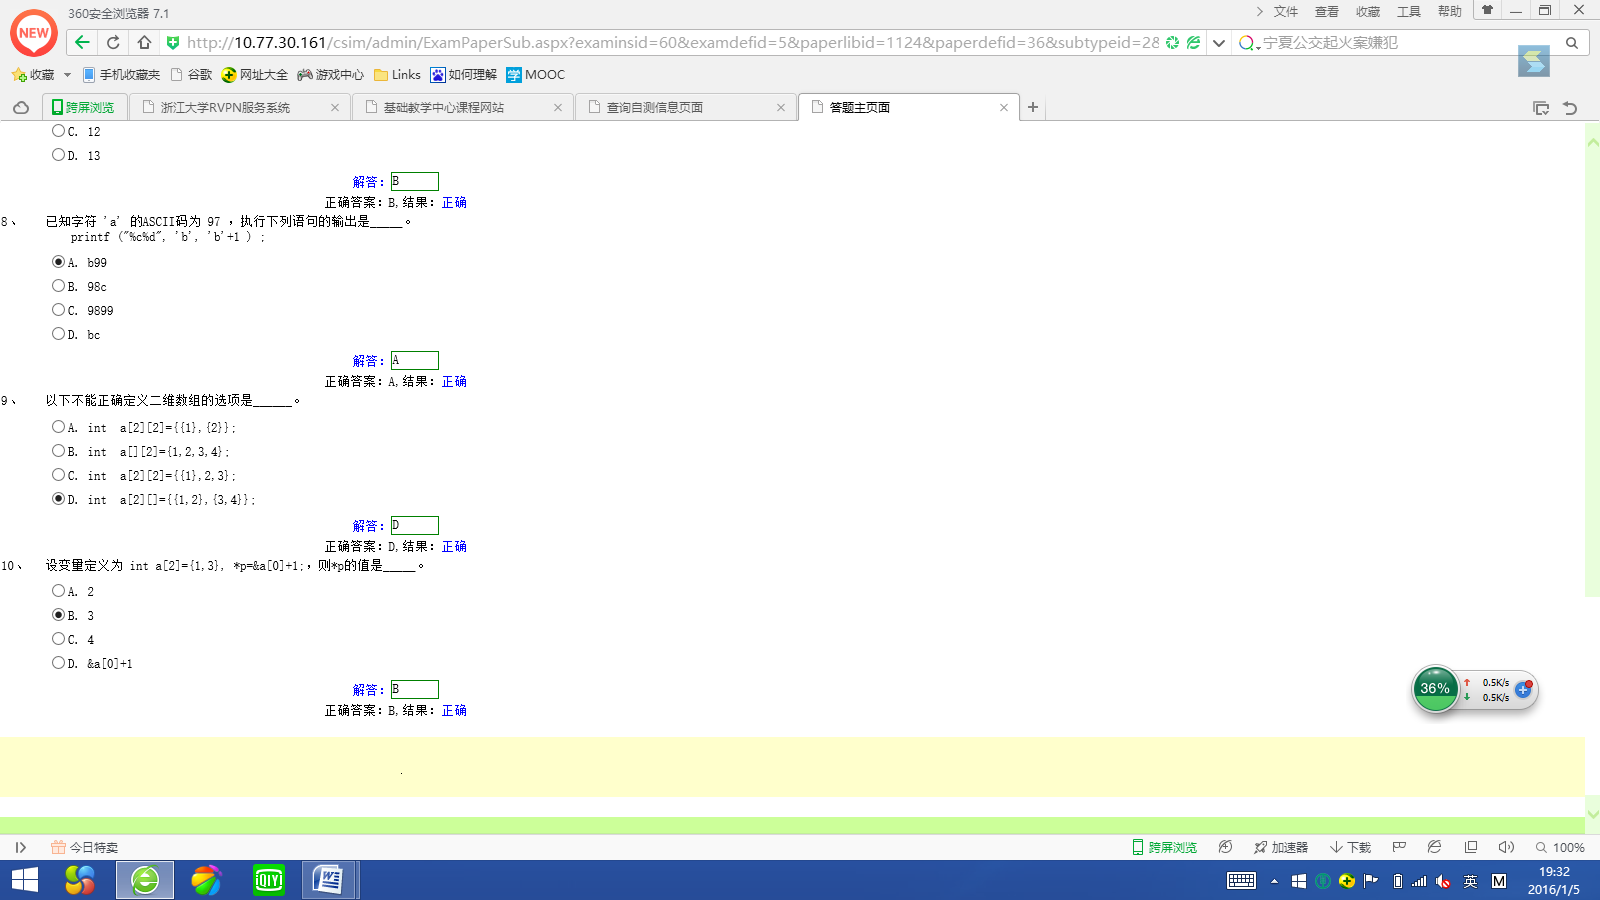 360安全浏览器 7.1
文件 查看 收藏 工具 帮助
NEW
http://10.77.30.161/csim/admin/ExamPaperSub.aspx?examinsid=60&examdefid=5&paperlibid=1124&paperdefid=36&subtypeid=28
宁夏公交起火案嫌犯
收藏 手机收藏夹 谷歌 网址大全 游戏中心 Links 如何理解 学 MOOC
跨屏浏览 浙江大学RVPN服务系统 基础教学中心课程网站 查询自测信息页面 答题主页面
C. 12
D. 13
解答: B
正确答案: B,结果: 正确
8、 已知字符 'a' 的ASCII码为 97 ，执行下列语句的输出是_____。
printf ("%c%d", 'b', 'b'+1 ) ;
A. b99
B. 98c
C. 9899
D. bc
解答: A
正确答案: A,结果: 正确
9、 以下不能正确定义二维数组的选项是______。
A. int a[2][2]={{1},{2}};
B. int a[][2]={1,2,3,4};
C. int a[2][2]={{1},2,3};
D. int a[2][]={{1,2},{3,4}};
解答: D
正确答案: D,结果: 正确
10、 设变量定义为 int a[2]={1,3}, *p=&a[0]+1;，则*p的值是_____。
A. 2
B. 3
C. 4
D. &a[0]+1
解答: B
正确答案: B,结果: 正确
36% 0.5K/s
0.5K/s
.
今日特卖 跨屏浏览 加速器 下载 100%
QIY 英 M 19:32
2016/1/5